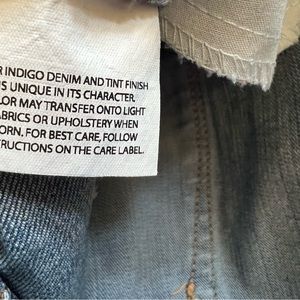 R INDIGO DENIM AND TINT FINISH
S UNIQUE IN ITS CHARACTER.
LOR MAY TRANSFER ONTO LIGHT
ABRICS OR UPHOLSTERY WHEN
ORN. FOR BEST CARE, FOLLOW
TRUCTIONS ON THE CARE LABEL.